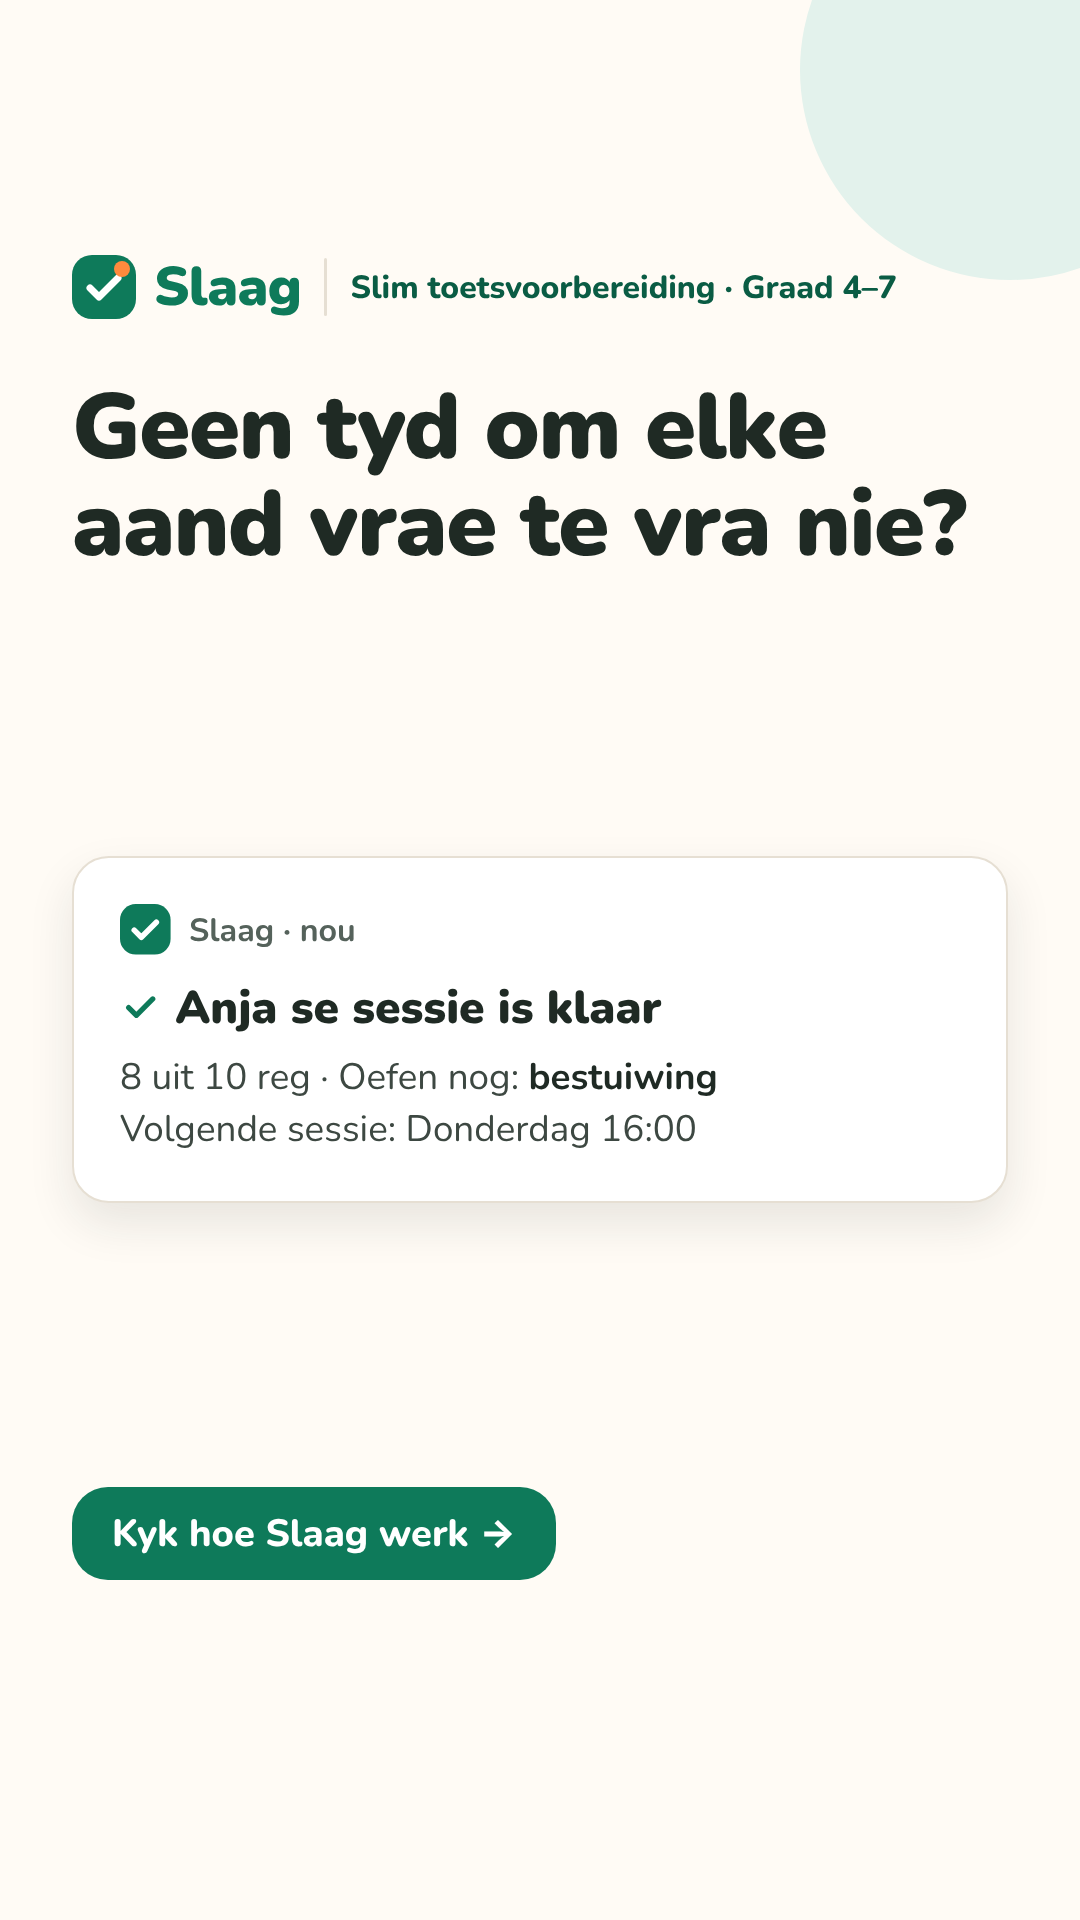 Slaag
Slim toetsvoorbereiding · Graad 4–7
Geen tyd om elke
aand vrae te vra nie?
Slaag · nou
Anja se sessie is klaar
8 uit 10 reg · Oefen nog: bestuiwing
Volgende sessie: Donderdag 16:00
Kyk hoe Slaag werk →